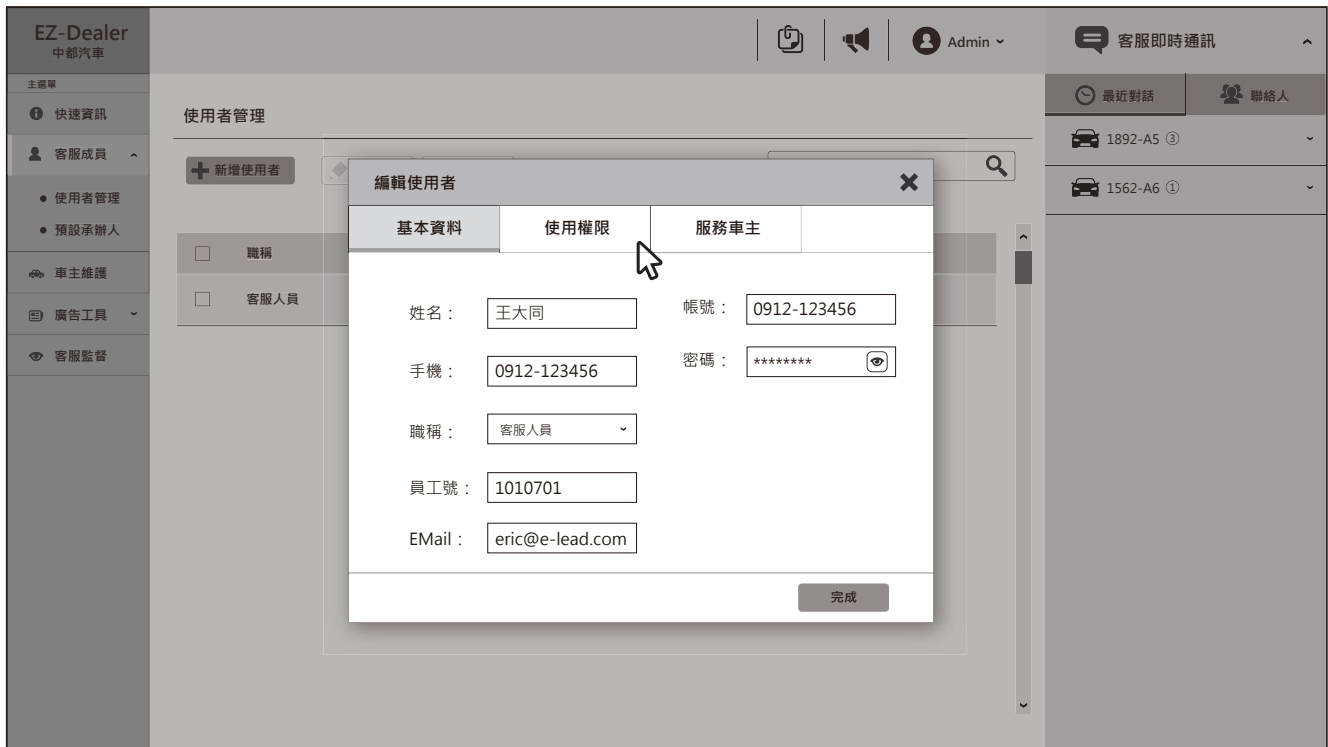 EZ-Dealer
中都汽車
Admin
客服即時通訊
主選單
快速資訊
客服成員
使用者管理
預設承辦人
車主維護
廣告工具
客服監督
使用者管理
新增使用者
職稱
客服人員
編輯使用者
基本資料
使用權限
服務車主
姓名：
王大同
帳號：
0912-123456
手機：
0912-123456
密碼：
********
職稱：
客服人員
員工號：
1010701
EMail：
eric@e-lead.com
完成
最近對話
聯絡人
1892-A5 ③
1562-A6 ①